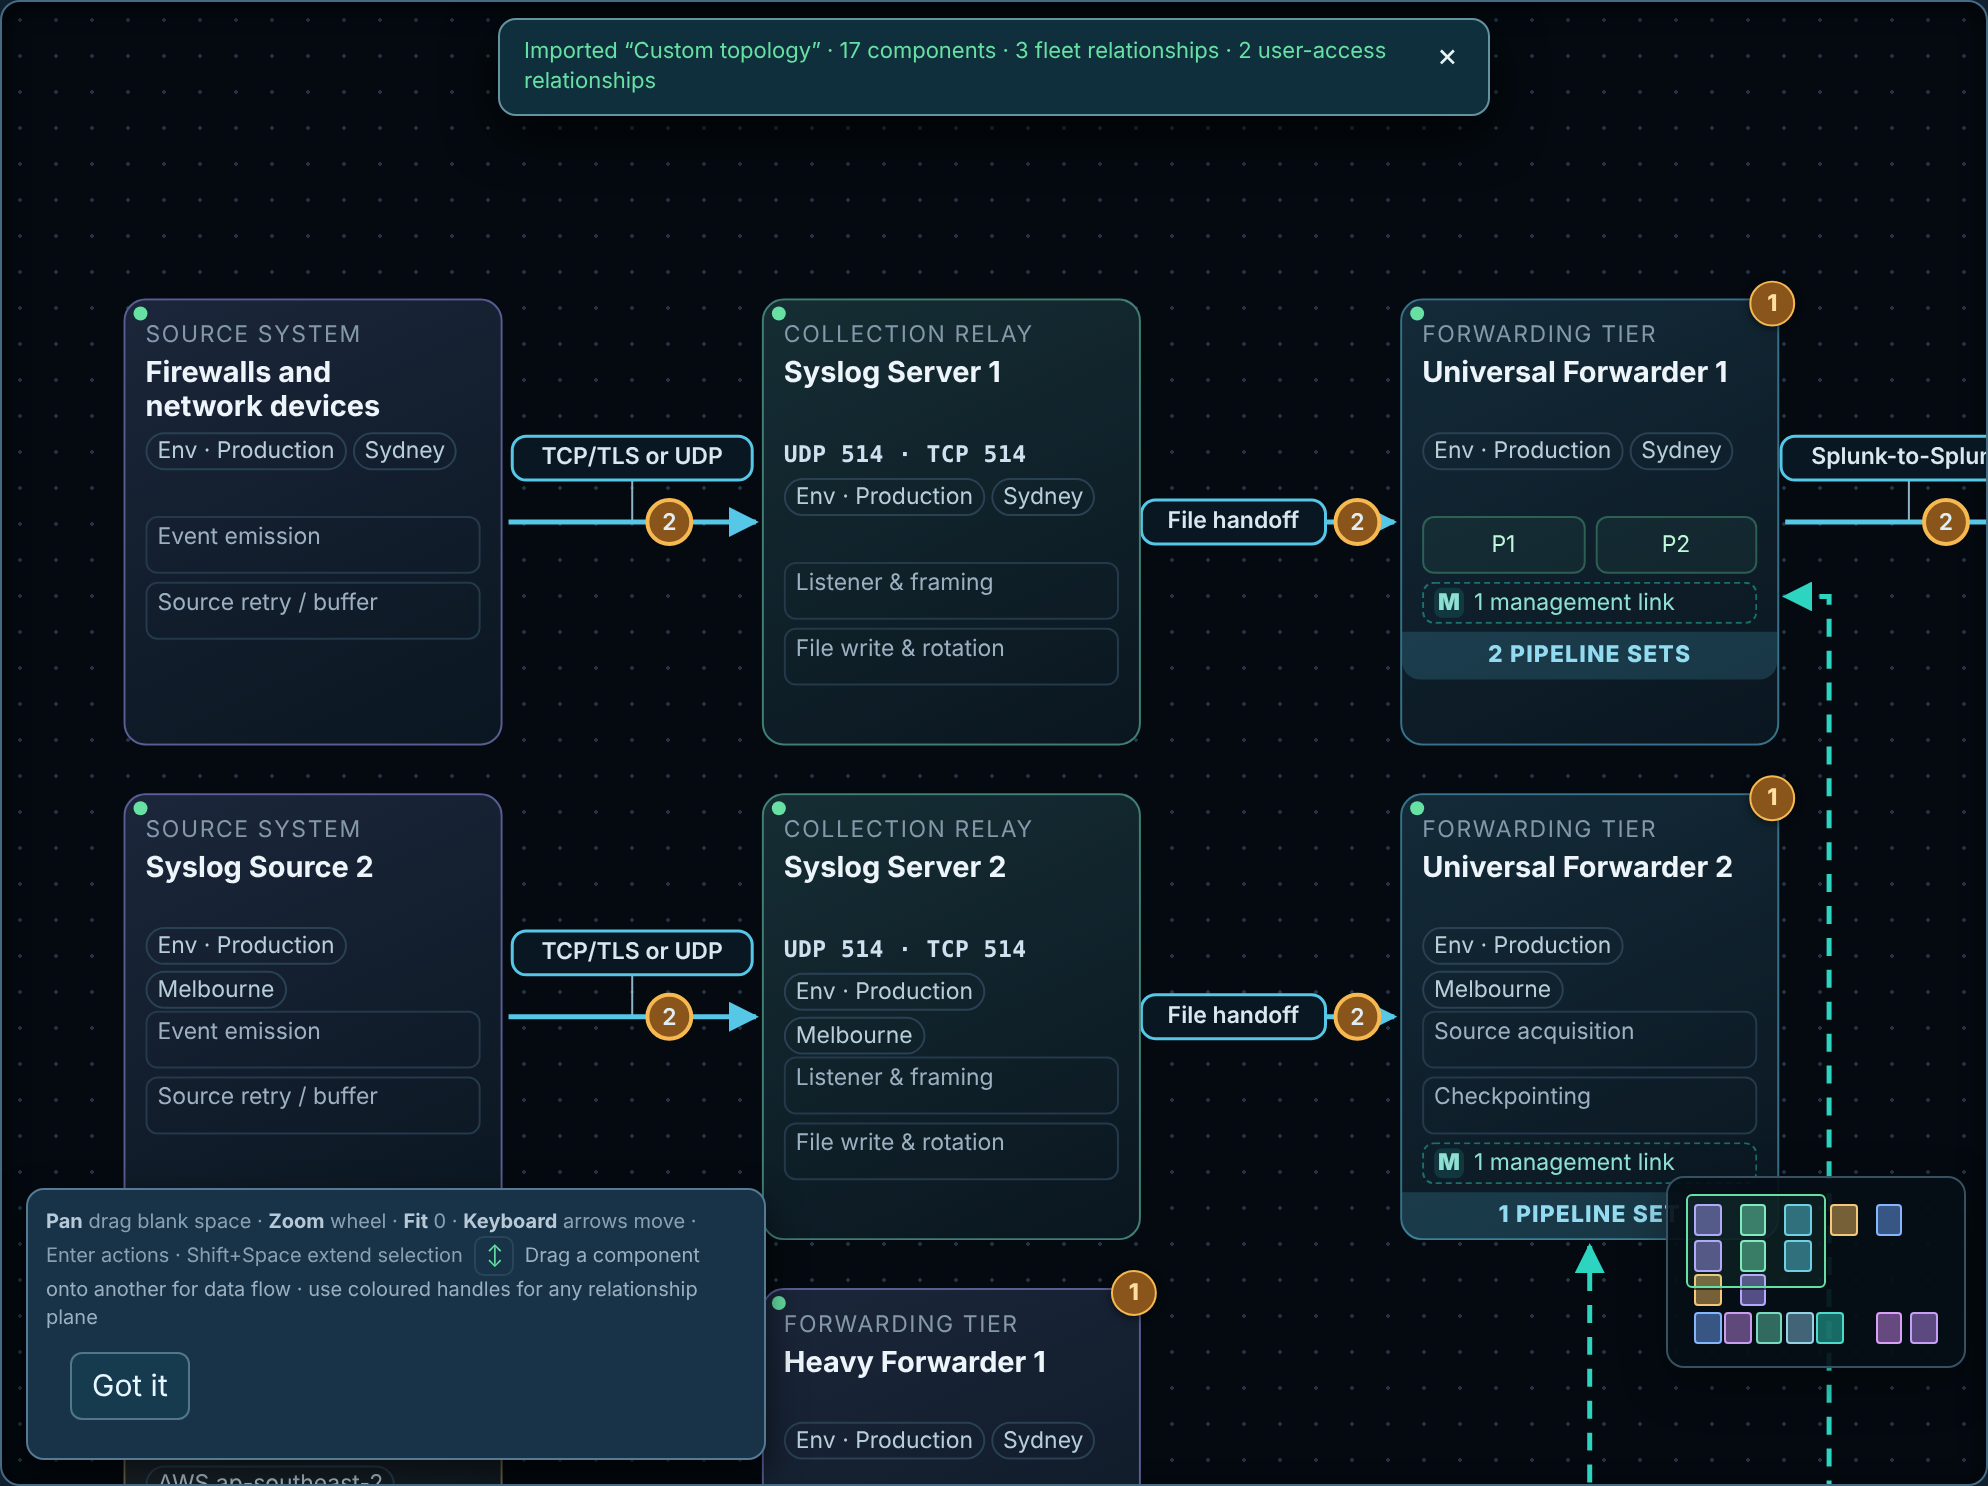 Imported “Custom topology” · 17 components · 3 fleet relationships · 2 user-access
relationships
×
SOURCE SYSTEM
Firewalls and
network devices
Env · Production Sydney
Event emission
Source retry / buffer
TCP/TLS or UDP
2
COLLECTION RELAY
Syslog Server 1
UDP 514 · TCP 514
Env · Production Sydney
Listener & framing
File write & rotation
File handoff
2
1
FORWARDING TIER
Universal Forwarder 1
Env · Production Sydney
P1 P2
M 1 management link
2 PIPELINE SETS
2
SOURCE SYSTEM
Syslog Source 2
Env · Production
Melbourne
Event emission
Source retry / buffer
TCP/TLS or UDP
2
COLLECTION RELAY
Syslog Server 2
UDP 514 · TCP 514
Env · Production
Melbourne
Listener & framing
File write & rotation
File handoff
2
1
FORWARDING TIER
Universal Forwarder 2
Env · Production
Melbourne
Source acquisition
Checkpointing
M 1 management link
1 PIPELINE SET
Pan drag blank space · Zoom wheel · Fit 0 · Keyboard arrows move ·
Enter actions · Shift+Space extend selection ↕ Drag a component
onto another for data flow · use coloured handles for any relationship
plane
Got it
AWS ap-southeast-2
1
FORWARDING TIER
Heavy Forwarder 1
Env · Production Sydney